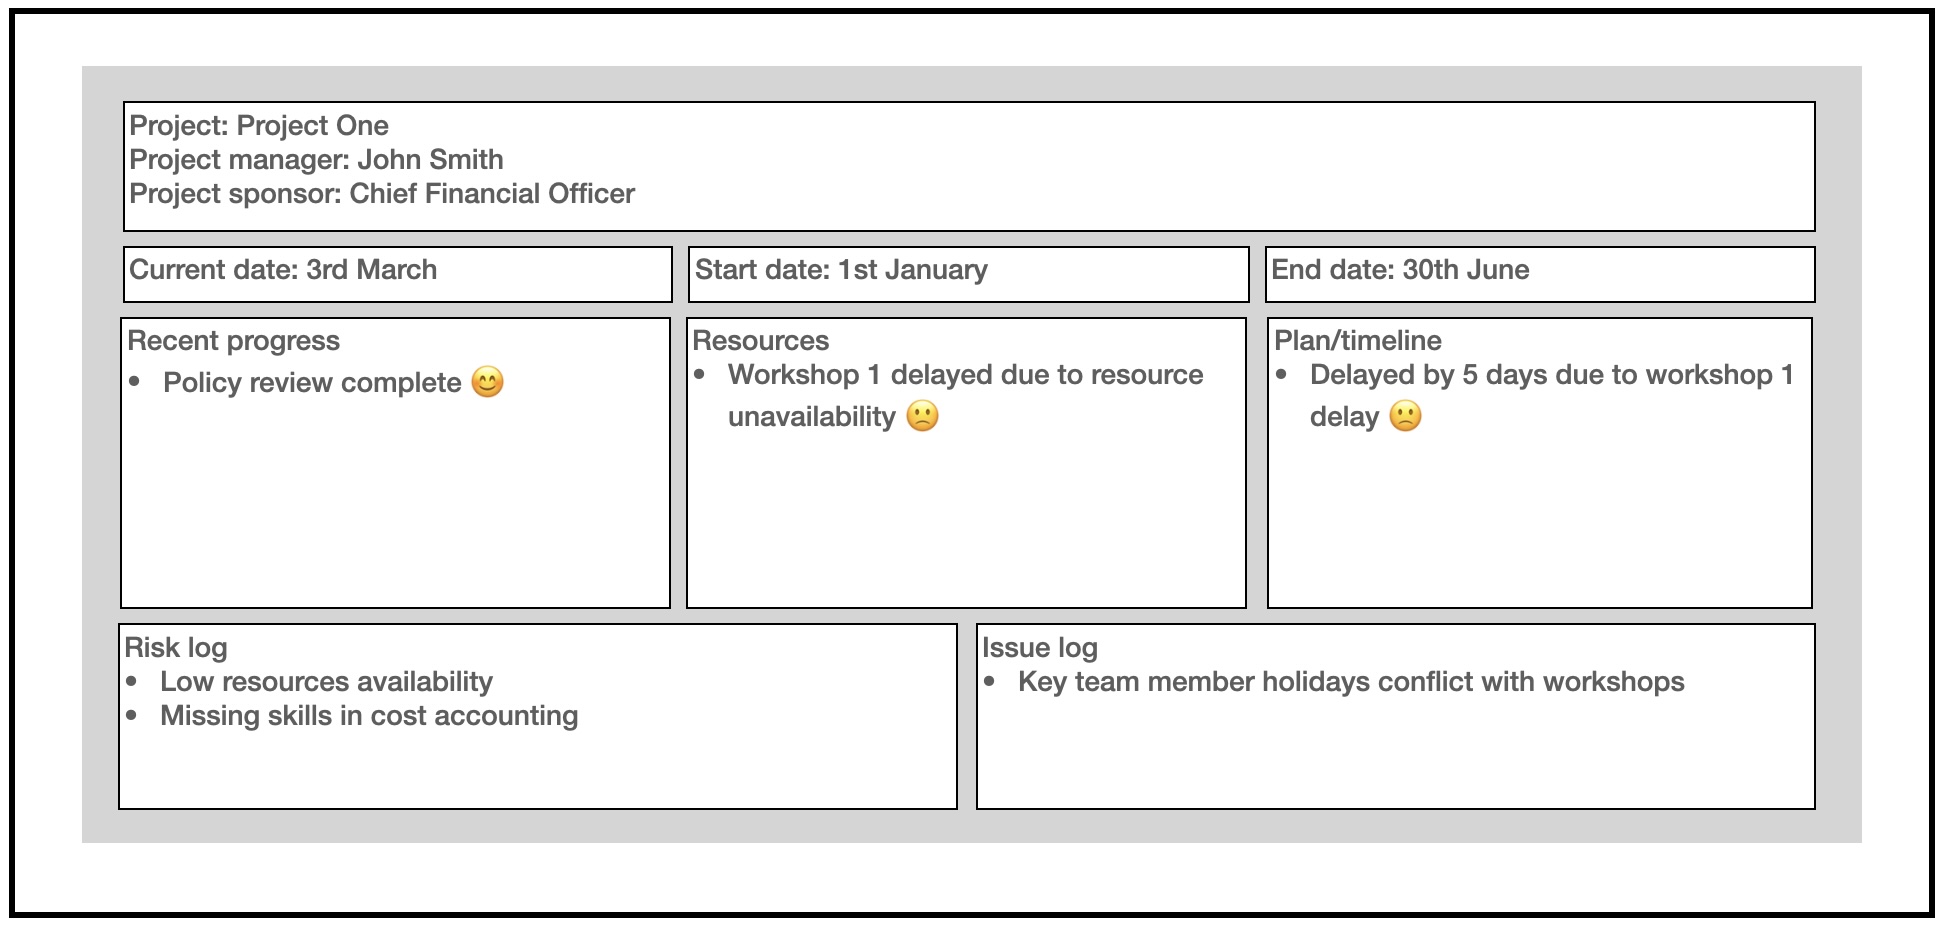 Project: Project One
Project manager: John Smith
Project sponsor: Chief Financial Officer
Current date: 3rd March
Start date: 1st January
End date: 30th June
Recent progress
• Policy review complete 😊
Resources
• Workshop 1 delayed due to resource
unavailability 🙁
Plan/timeline
• Delayed by 5 days due to workshop 1
delay 🙁
Risk log
• Low resources availability
• Missing skills in cost accounting
Issue log
• Key team member holidays conflict with workshops